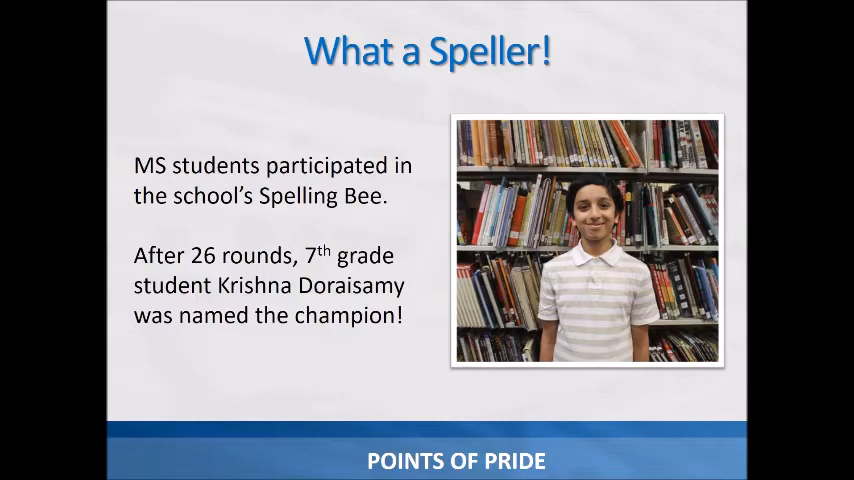 What a Speller!
MS students participated in
the school's Spelling Bee.
After 26 rounds, 7th grade
student Krishna Doraisamy
was named the champion!
POINTS OF PRIDE